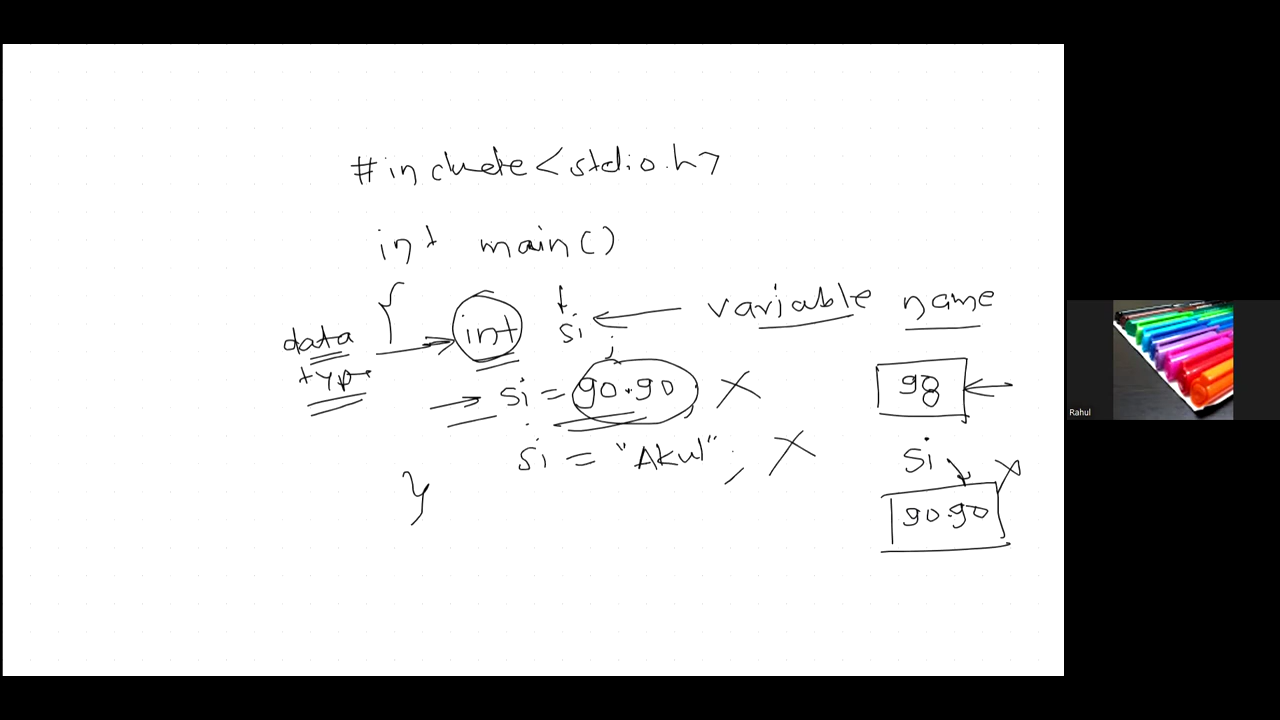 #include<stdio.h>
int main()
{
int si;
variable name
data type
si = 90.90 X
98
si = "Akul"; X
si
}
90.90 X
Rahul